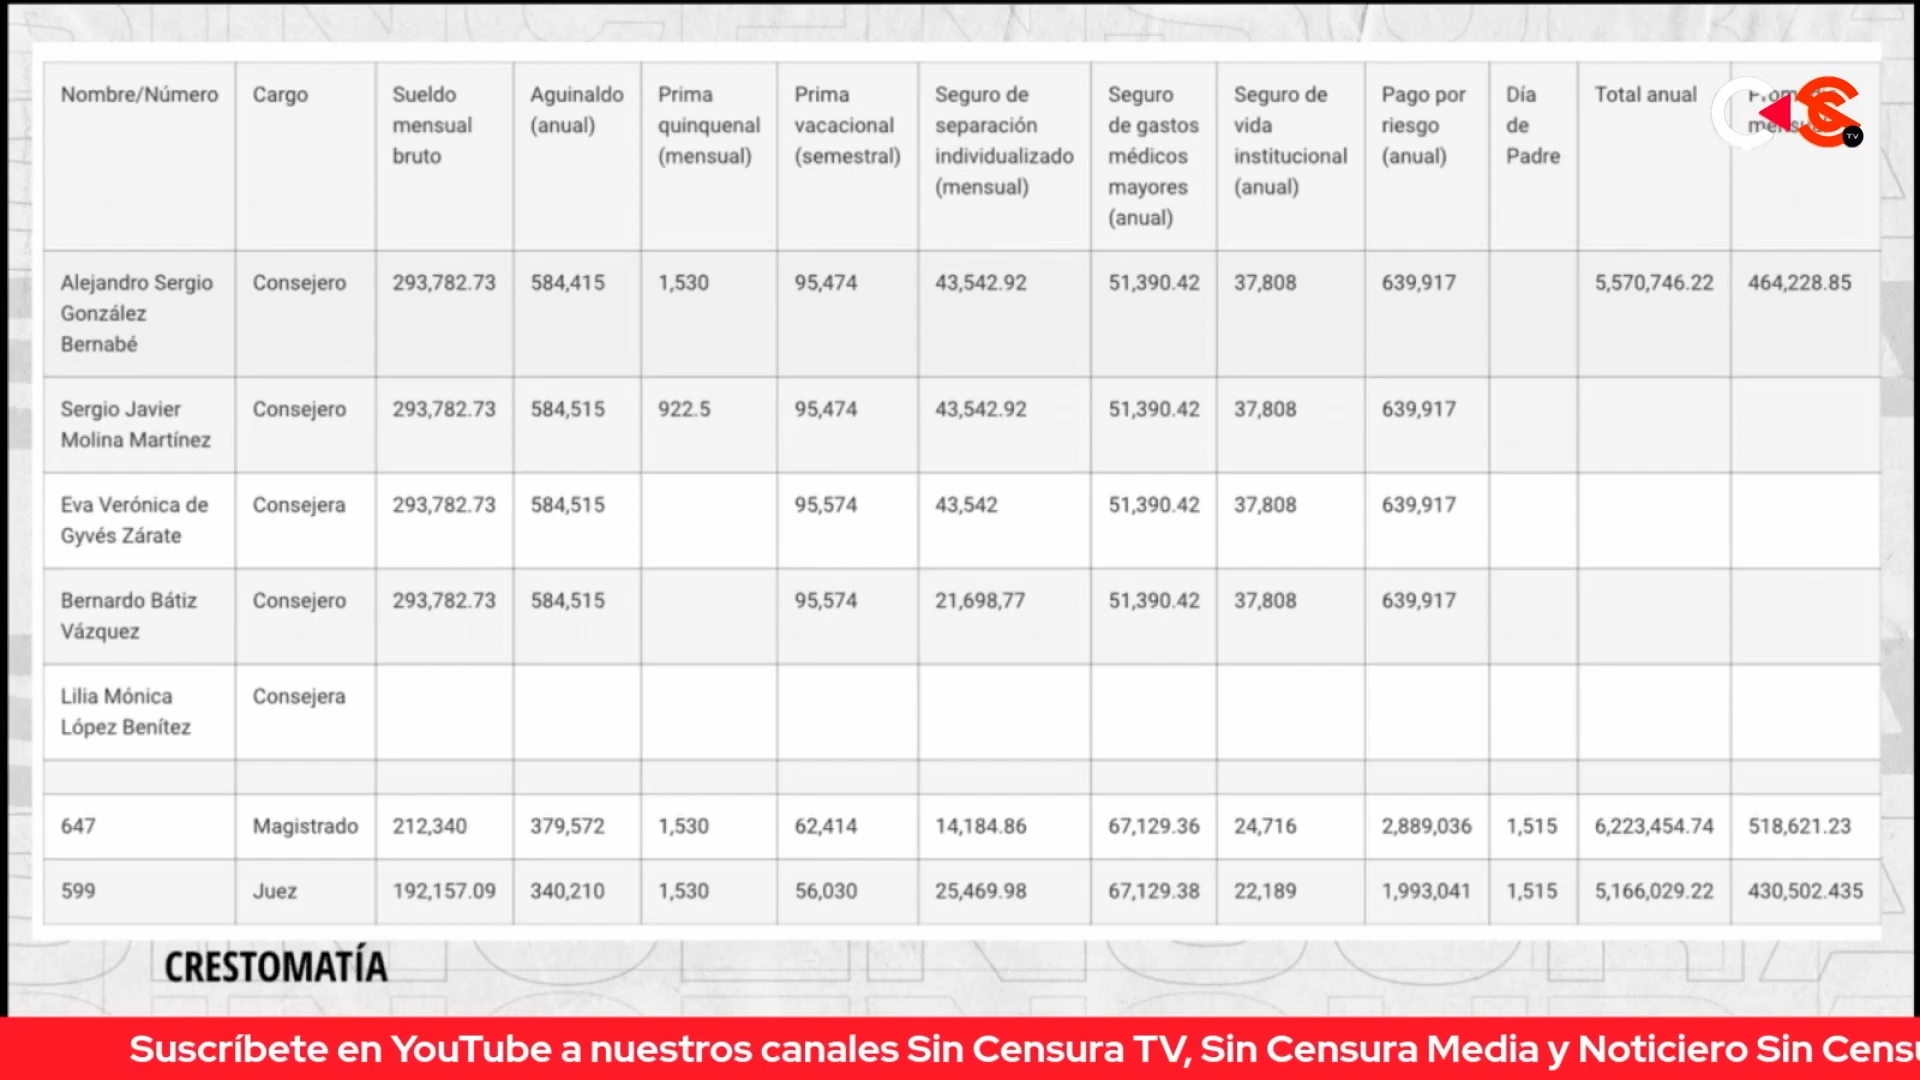 Nombre/Número Cargo Sueldo mensual bruto Aguinaldo (anual) Prima quinquenal (mensual) Prima vacacional (semestral) Seguro de separación individualizado (mensual) Seguro de gastos médicos mayores (anual) Seguro de vida institucional (anual) Pago por riesgo (anual) Día de Padre Total anual
Alejandro Sergio González Bernabé Consejero 293,782.73 584,415 1,530 95,474 43,542.92 51,390.42 37,808 639,917 5,570,746.22 464,228.85
Sergio Javier Molina Martínez Consejero 293,782.73 584,515 922.5 95,474 43,542.92 51,390.42 37,808 639,917
Eva Verónica de Gyvés Zárate Consejera 293,782.73 584,515 95,574 43,542 51,390.42 37,808 639,917
Bernardo Bátiz Vázquez Consejero 293,782.73 584,515 95,574 21,698,77 51,390.42 37,808 639,917
Lilia Mónica López Benítez Consejera
647 Magistrado 212,340 379,572 1,530 62,414 14,184.86 67,129.36 24,716 2,889,036 1,515 6,223,454.74 518,621.23
599 Juez 192,157.09 340,210 1,530 56,030 25,469.98 67,129.38 22,189 1,993,041 1,515 5,166,029.22 430,502.435
TV
CRESTOMATÍA
Suscríbete en YouTube a nuestros canales Sin Censura TV, Sin Censura Media y Noticiero Sin Censu